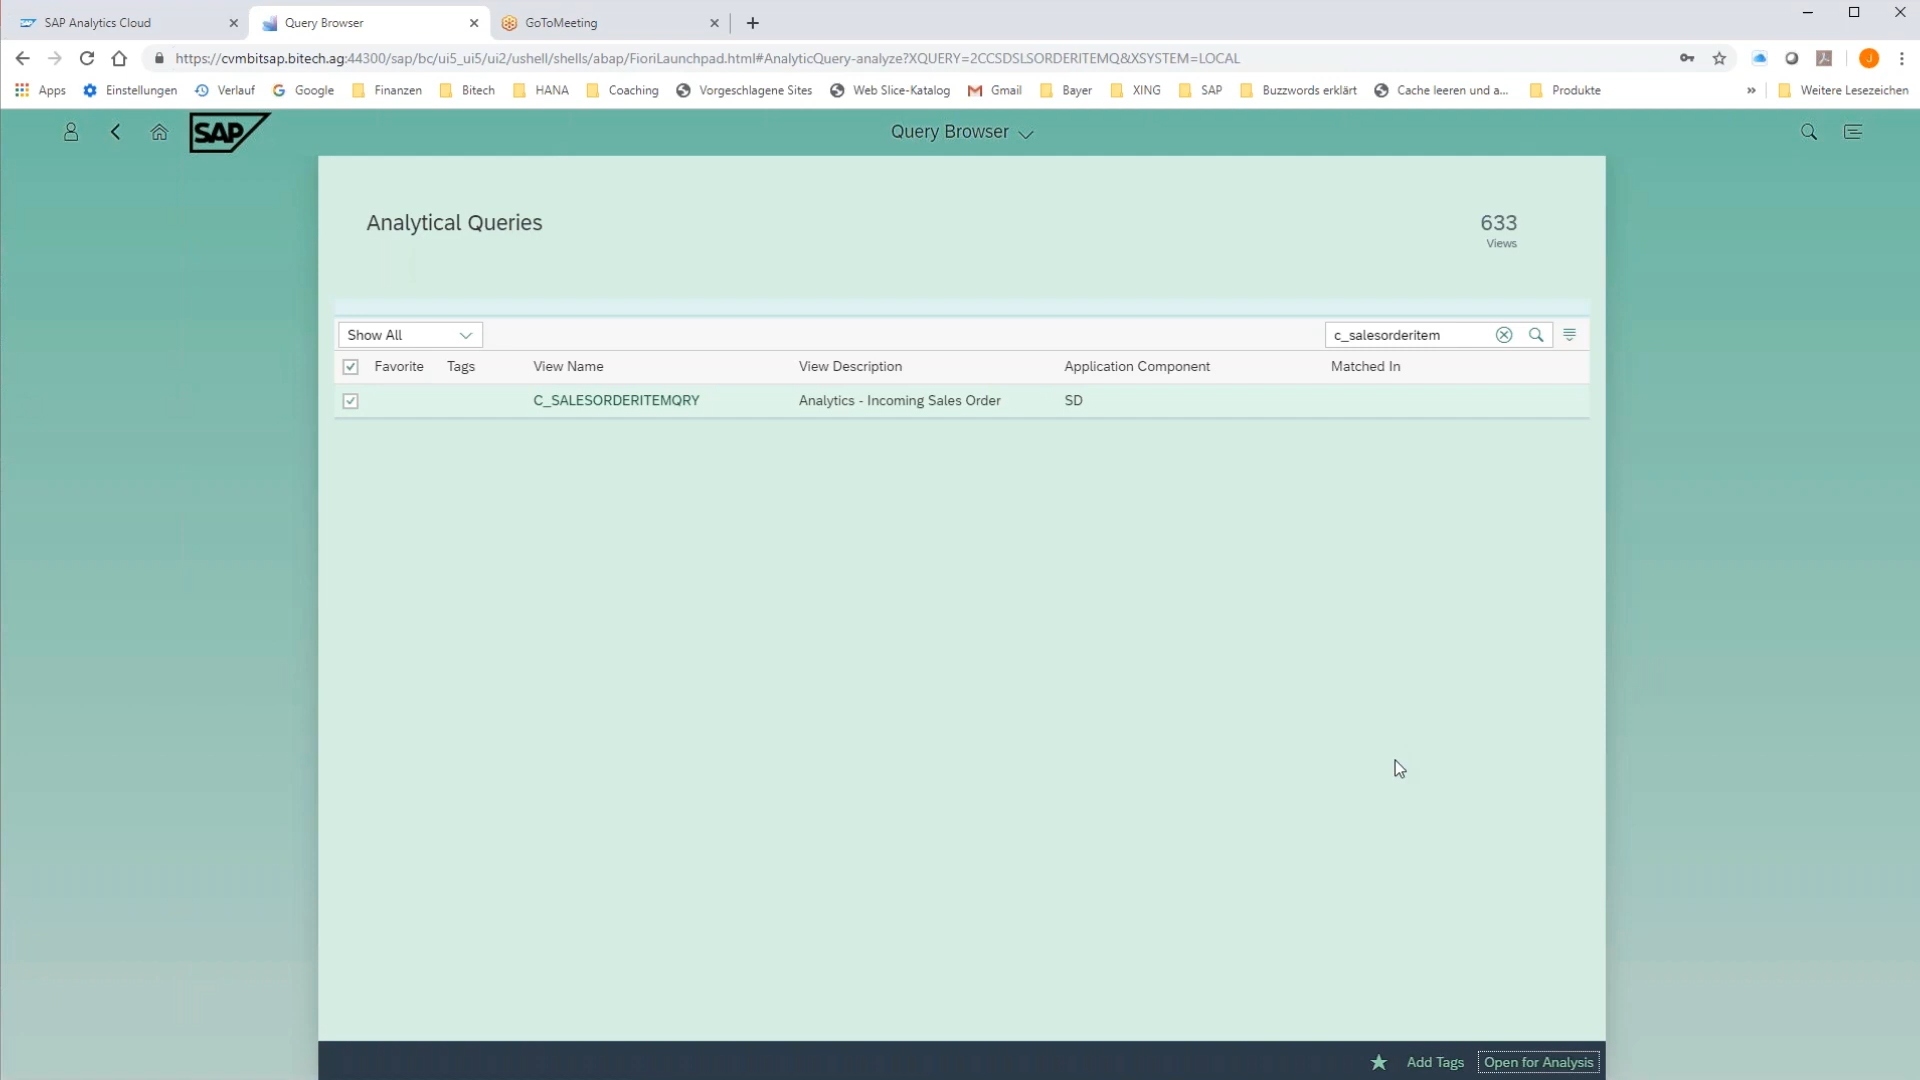 SAP Analytics Cloud
Query Browser
GoToMeeting
https://cvmbitsap.bitech.ag:44300/sap/bc/ui5_ui5/ui2/ushell/shells/abap/FioriLaunchpad.html#AnalyticQuery-analyze?XQUERY=2CCSDSLSORDERITEMQ&XSYSTEM=LOCAL
J
Apps Einstellungen Verlauf Google Finanzen Bitech HANA Coaching Vorgeschlagene Sites Web Slice-Katalog Gmail Bayer XING SAP Buzzwords erklärt Cache leeren und a... Produkte » Weitere Lesezeichen
SAP
Query Browser
Analytical Queries
633
Views
Show All
c_salesorderitem
Favorite Tags View Name View Description Application Component Matched In
C_SALESORDERITEMQRY Analytics - Incoming Sales Order SD
Add Tags Open for Analysis